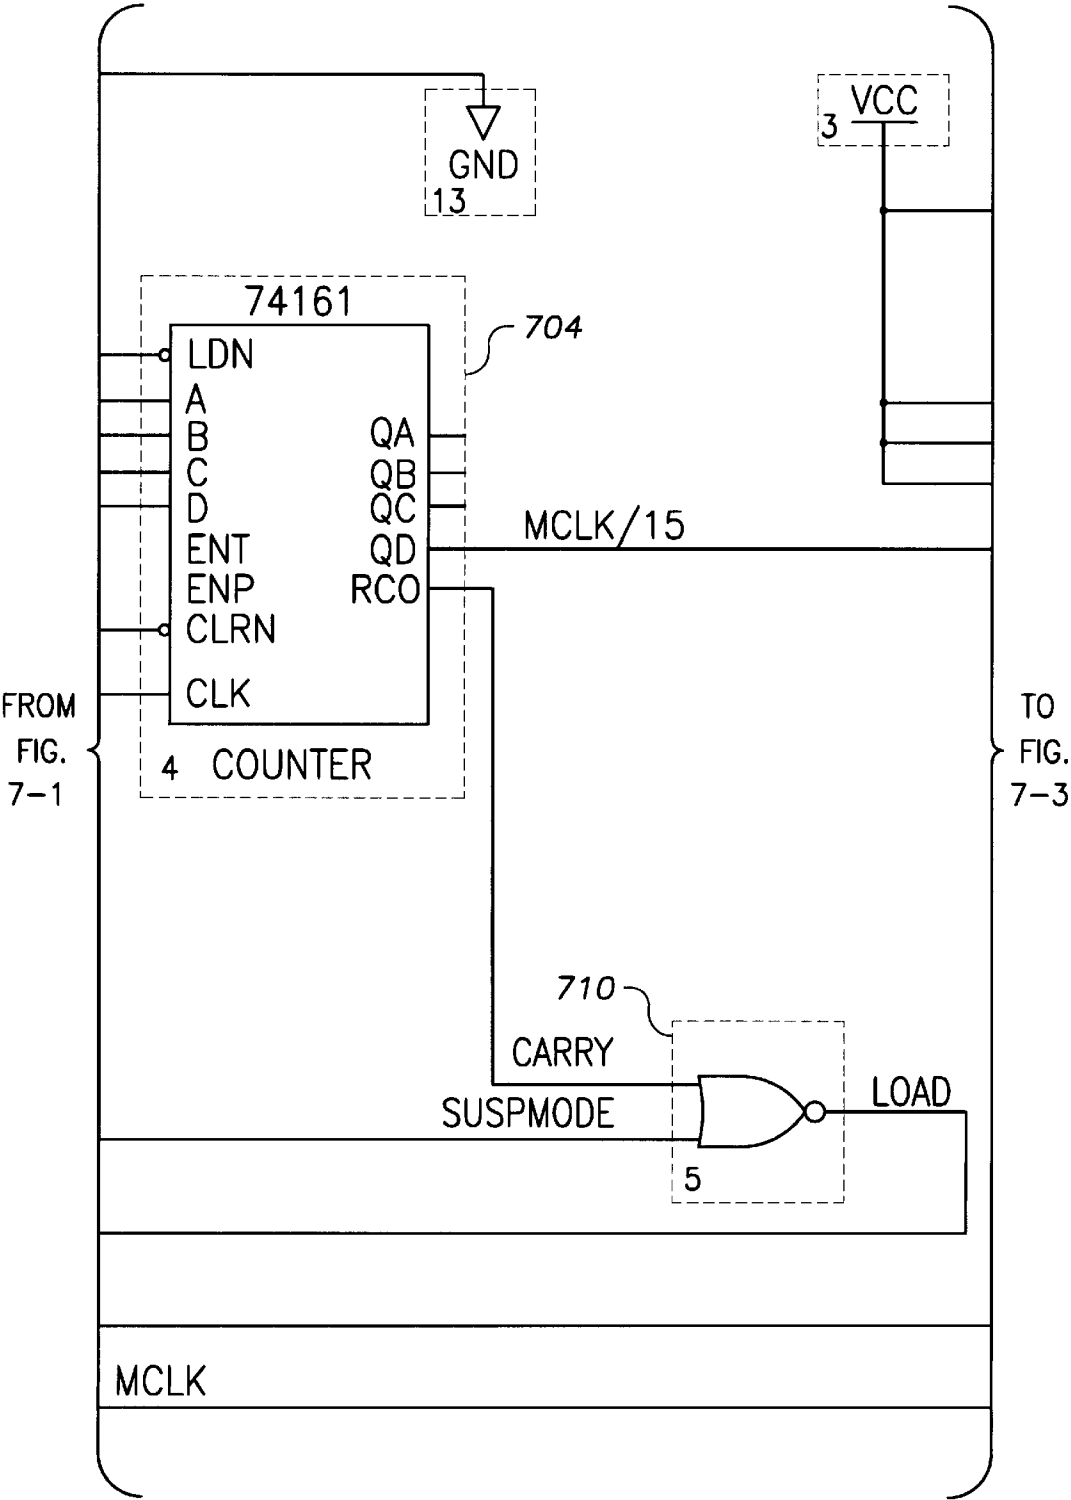 VCC
3
GND
13
74161
704
LDN
A
B
C
D
ENT
ENP
CLRN
CLK
QA
QB
QC
QD
RCO
MCLK/15
4 COUNTER
FROM
FIG.
7-1
TO
FIG.
7-3
710
CARRY
SUSPMODE
LOAD
5
MCLK